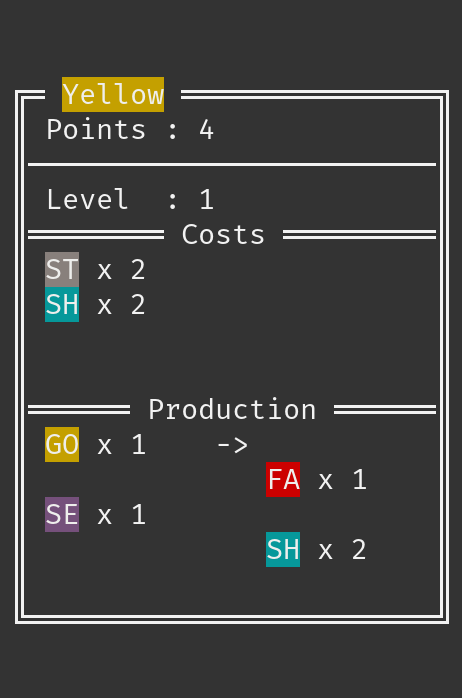 Yellow
Points : 4
Level  : 1
Costs
ST x 2
SH x 2
Production
GO x 1    ->
FA x 1
SE x 1
SH x 2